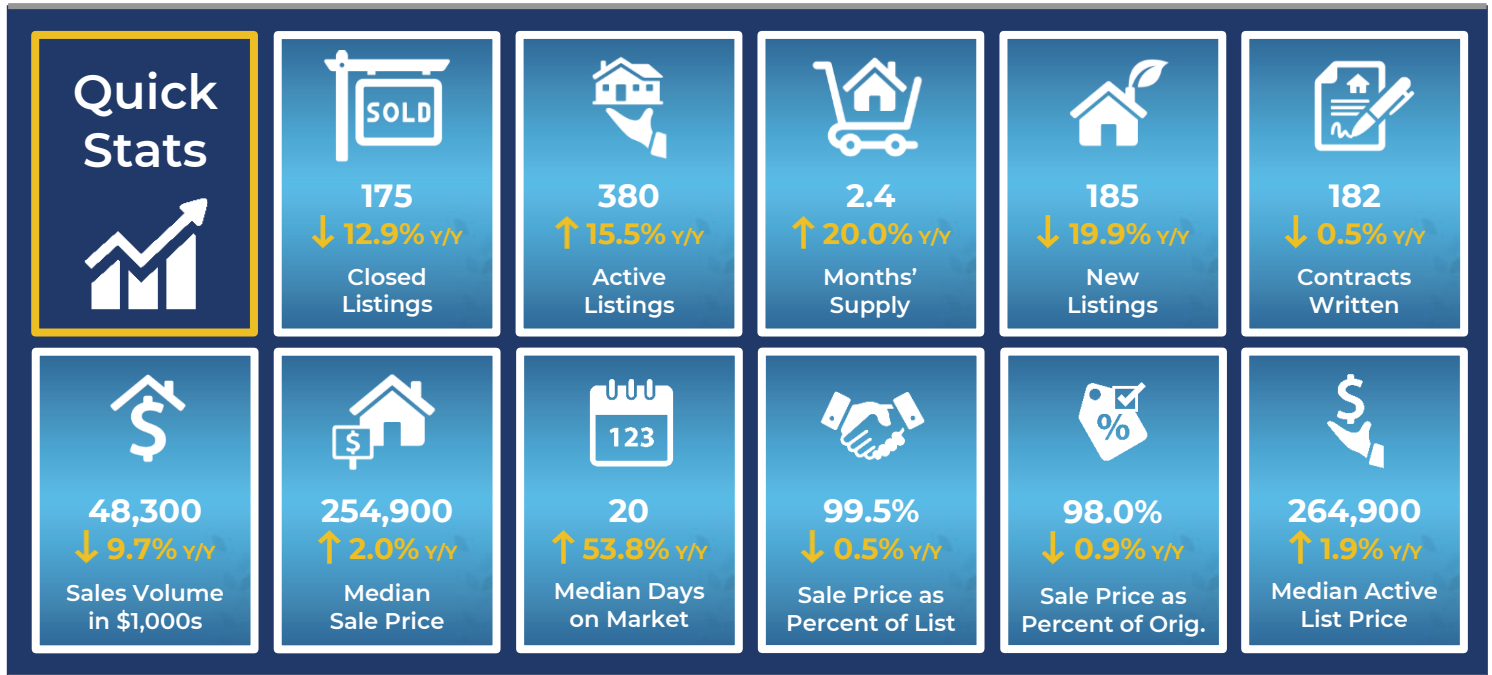 Quick
Stats
SOLD
175
↓ 12.9% Y/Y
Closed
Listings
380
↑ 15.5% Y/Y
Active
Listings
2.4
↑ 20.0% Y/Y
Months’
Supply
185
↓ 19.9% Y/Y
New
Listings
182
↓ 0.5% Y/Y
Contracts
Written
$
48,300
↓ 9.7% Y/Y
Sales Volume
in $1,000s
$
254,900
↑ 2.0% Y/Y
Median
Sale Price
123
20
↑ 53.8% Y/Y
Median Days
on Market
99.5%
↓ 0.5% Y/Y
Sale Price as
Percent of List
%
98.0%
↓ 0.9% Y/Y
Sale Price as
Percent of Orig.
$
264,900
↑ 1.9% Y/Y
Median Active
List Price